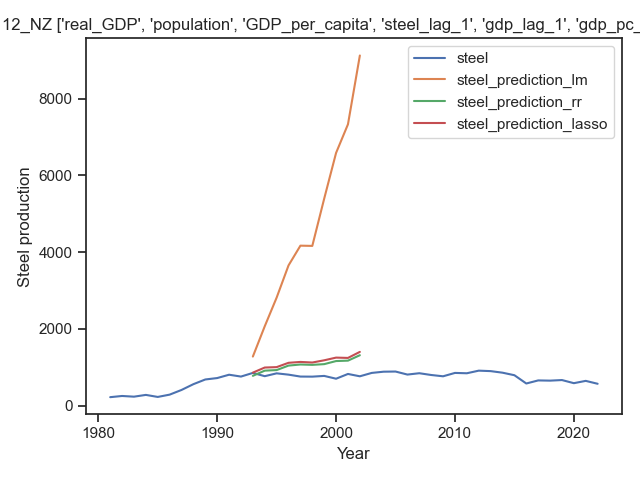 12_NZ ['real_GDP', 'population', 'GDP_per_capita', 'steel_lag_1', 'gdp_lag_1', 'gdp_pc_
steel
steel_prediction_lm
steel_prediction_rr
steel_prediction_lasso
Steel production
8000
6000
4000
2000
0
1980
1990
2000
2010
2020
Year